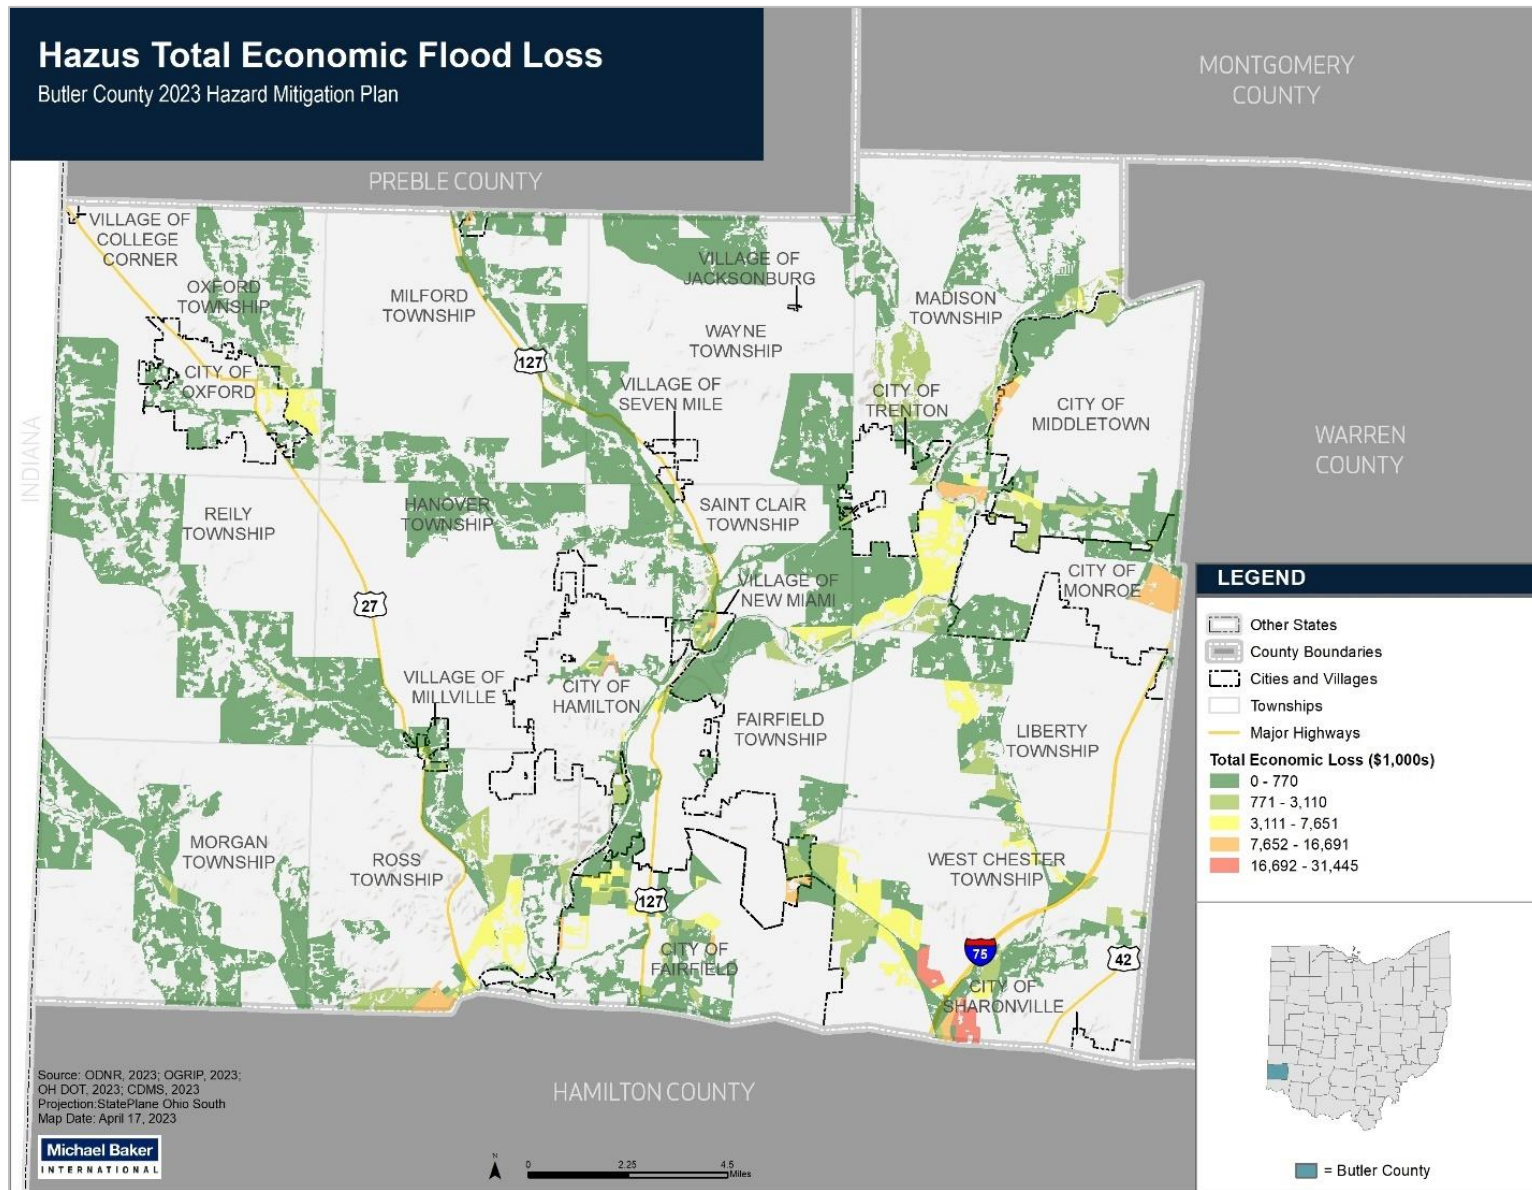 Hazus Total Economic Flood Loss
Butler County 2023 Hazard Mitigation Plan
MONTGOMERY
COUNTY
PREBLE COUNTY
VILLAGE OF
COLLEGE
CORNER
OXFORD
TOWNSHIP
MILFORD
TOWNSHIP
VILLAGE OF
JACKSONBURG
MADISON
TOWNSHIP
WAYNE
TOWNSHIP
127
CITY OF
OXFORD
VILLAGE OF
SEVEN MILE
CITY OF
TRENTON
CITY OF
MIDDLETOWN
WARREN
COUNTY
INDIANA
REILY
TOWNSHIP
HANOVER
TOWNSHIP
SAINT CLAIR
TOWNSHIP
27
VILLAGE OF
NEW MIAMI
CITY OF
MONROE
VILLAGE OF
MILLVILLE
CITY OF
HAMILTON
FAIRFIELD
TOWNSHIP
LIBERTY
TOWNSHIP
MORGAN
TOWNSHIP
ROSS
TOWNSHIP
WEST CHESTER
TOWNSHIP
127
CITY OF
FAIRFIELD
75
42
CITY OF
SHARONVILLE
HAMILTON COUNTY
LEGEND
Other States
County Boundaries
Cities and Villages
Townships
Major Highways
Total Economic Loss ($1,000s)
0 - 770
771 - 3,110
3,111 - 7,651
7,652 - 16,691
16,692 - 31,445
= Butler County
Source: ODNR, 2023; OGRIP, 2023;
OH DOT, 2023; CDMS, 2023
Projection:StatePlane Ohio South
Map Date: April 17, 2023
Michael Baker
INTERNATIONAL
N
0 2.25 4.5
Miles